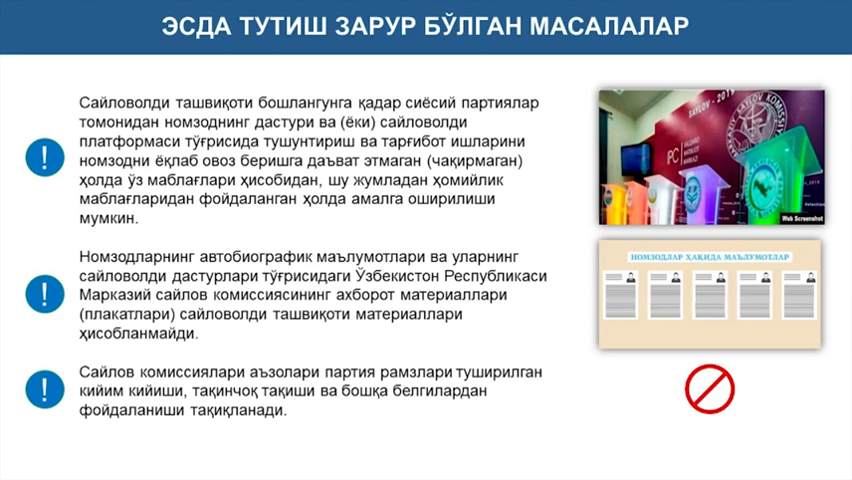 ЭСДА ТУТИШ ЗАРУР БЎЛГАН МАСАЛАЛАР
Сайловолди ташвиқоти бошлангунга қадар сиёсий партиялар
томонидан номзоднинг дастури ва (ёки) сайловолди
платформаси тўғрисида тушунтириш ва тарғибот ишларини
номзодни ёқлаб овоз беришга даъват этмаган (чақирмаган)
ҳолда ўз маблағлари ҳисобидан, шу жумладан ҳомийлик
маблағларидан фойдаланган ҳолда амалга оширилиши
мумкин.
SAYLOV - 2019
Web Screenshot
Номзодларнинг автобиографик маълумотлари ва уларнинг
сайловолди дастурлари тўғрисидаги Ўзбекистон Республикаси
Марказий сайлов комиссиясининг ахборот материаллари
(плакатлари) сайловолди ташвиқоти материаллари
ҳисобланмайди.
НОМЗОДЛАР ҲАҚИДА МАЪЛУМОТЛАР
Сайлов комиссиялари аъзолари партия рамзлари туширилган
кийим кийиши, тақинчоқ тақиши ва бошқа белгилардан
фойдаланиши тақиқланади.